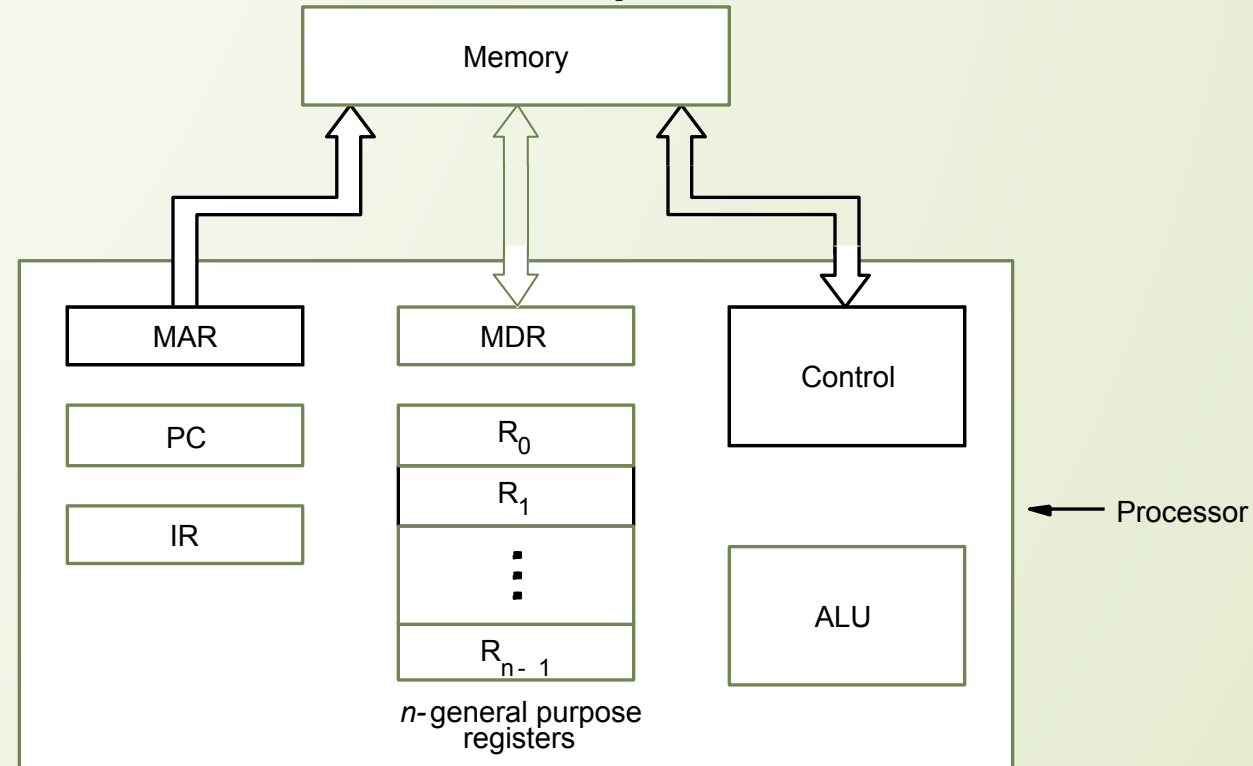 Memory
MAR
MDR
Control
PC
R0
R1
IR
Processor
ALU
Rn- 1
n- general purpose
registers